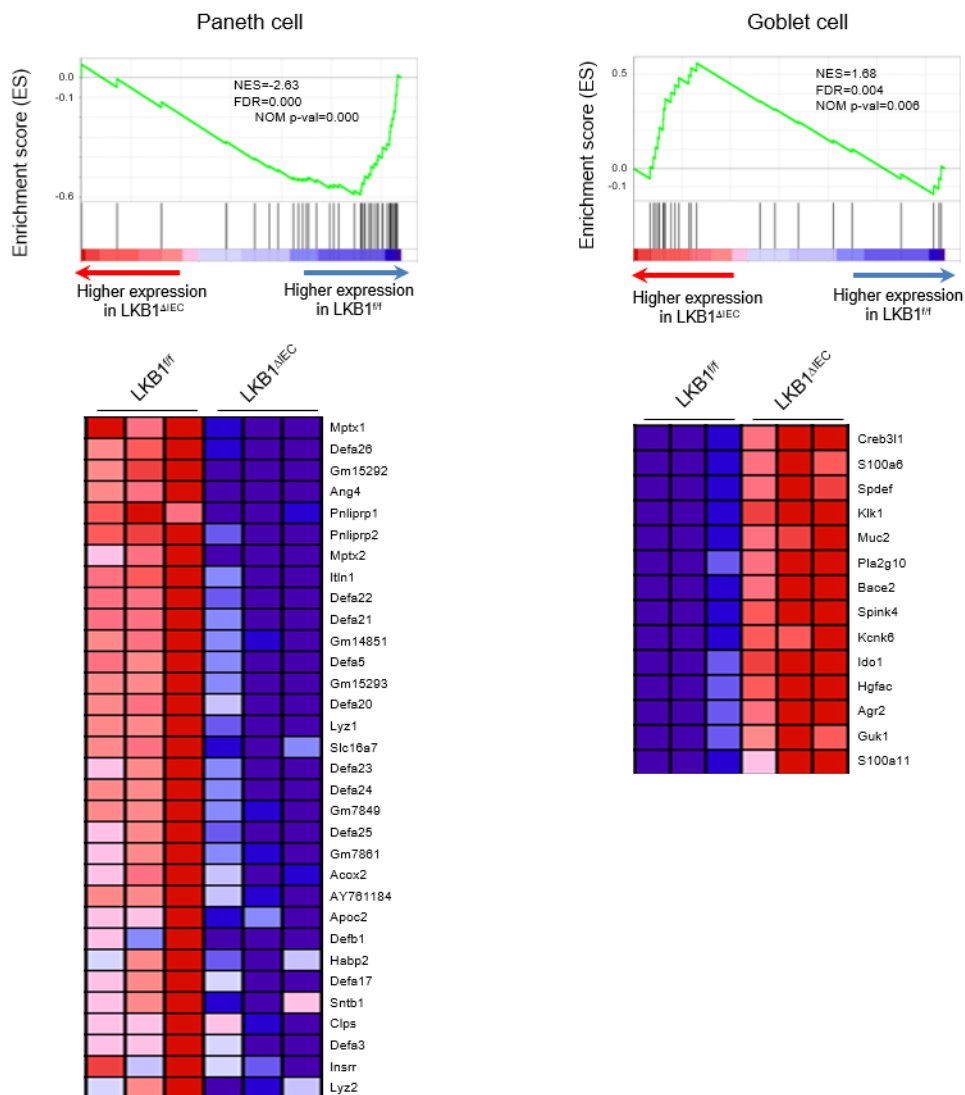 Paneth cell
Enrichment score (ES)
0.0
-0.1
-0.6
NES=-2.63
FDR=0.000
NOM p-val=0.000
Higher expression
in LKB1ΔIEC
Higher expression
in LKB1f/f
Goblet cell
Enrichment score (ES)
0.5
0.0
-0.1
NES=1.68
FDR=0.004
NOM p-val=0.006
Higher expression
in LKB1ΔIEC
Higher expression
in LKB1f/f
LKB1f/f
LKB1ΔIEC
Mptx1
Defa26
Gm15292
Ang4
Pnliprp1
Pnliprp2
Mptx2
Itln1
Defa22
Defa21
Gm14851
Defa5
Gm15293
Defa20
Lyz1
Slc16a7
Defa23
Defa24
Gm7849
Defa25
Gm7861
Acox2
AY761184
Apoc2
Defb1
Habp2
Defa17
Sntb1
Clps
Defa3
Insrr
Lyz2
LKB1f/f
LKB1ΔIEC
Creb3l1
S100a6
Spdef
Klk1
Muc2
Pla2g10
Bace2
Spink4
Kcnk6
Ido1
Hgfac
Agr2
Guk1
S100a11